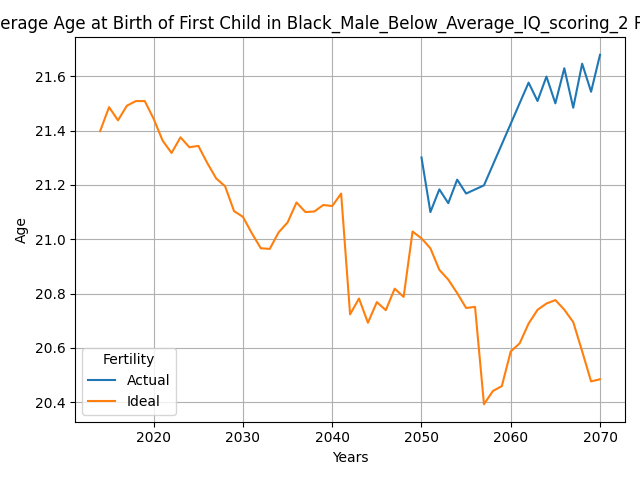 erage Age at Birth of First Child in Black_Male_Below_Average_IQ_scoring_2
21.6
21.4
21.2
21.0
20.8
20.6
20.4
Age
Fertility
Actual
Ideal
2020 2030 2040 2050 2060 2070
Years